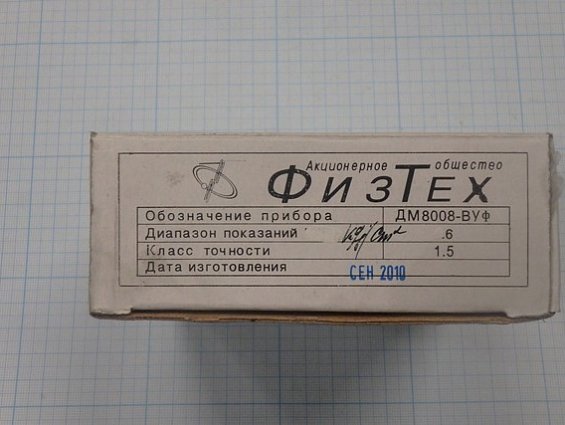 Акционерное общество
ФизТех
Обозначение прибора ДМ8008-ВУф
Диапазон показаний кгс/см² .6
Класс точности 1.5
Дата изготовления СЕН 2010